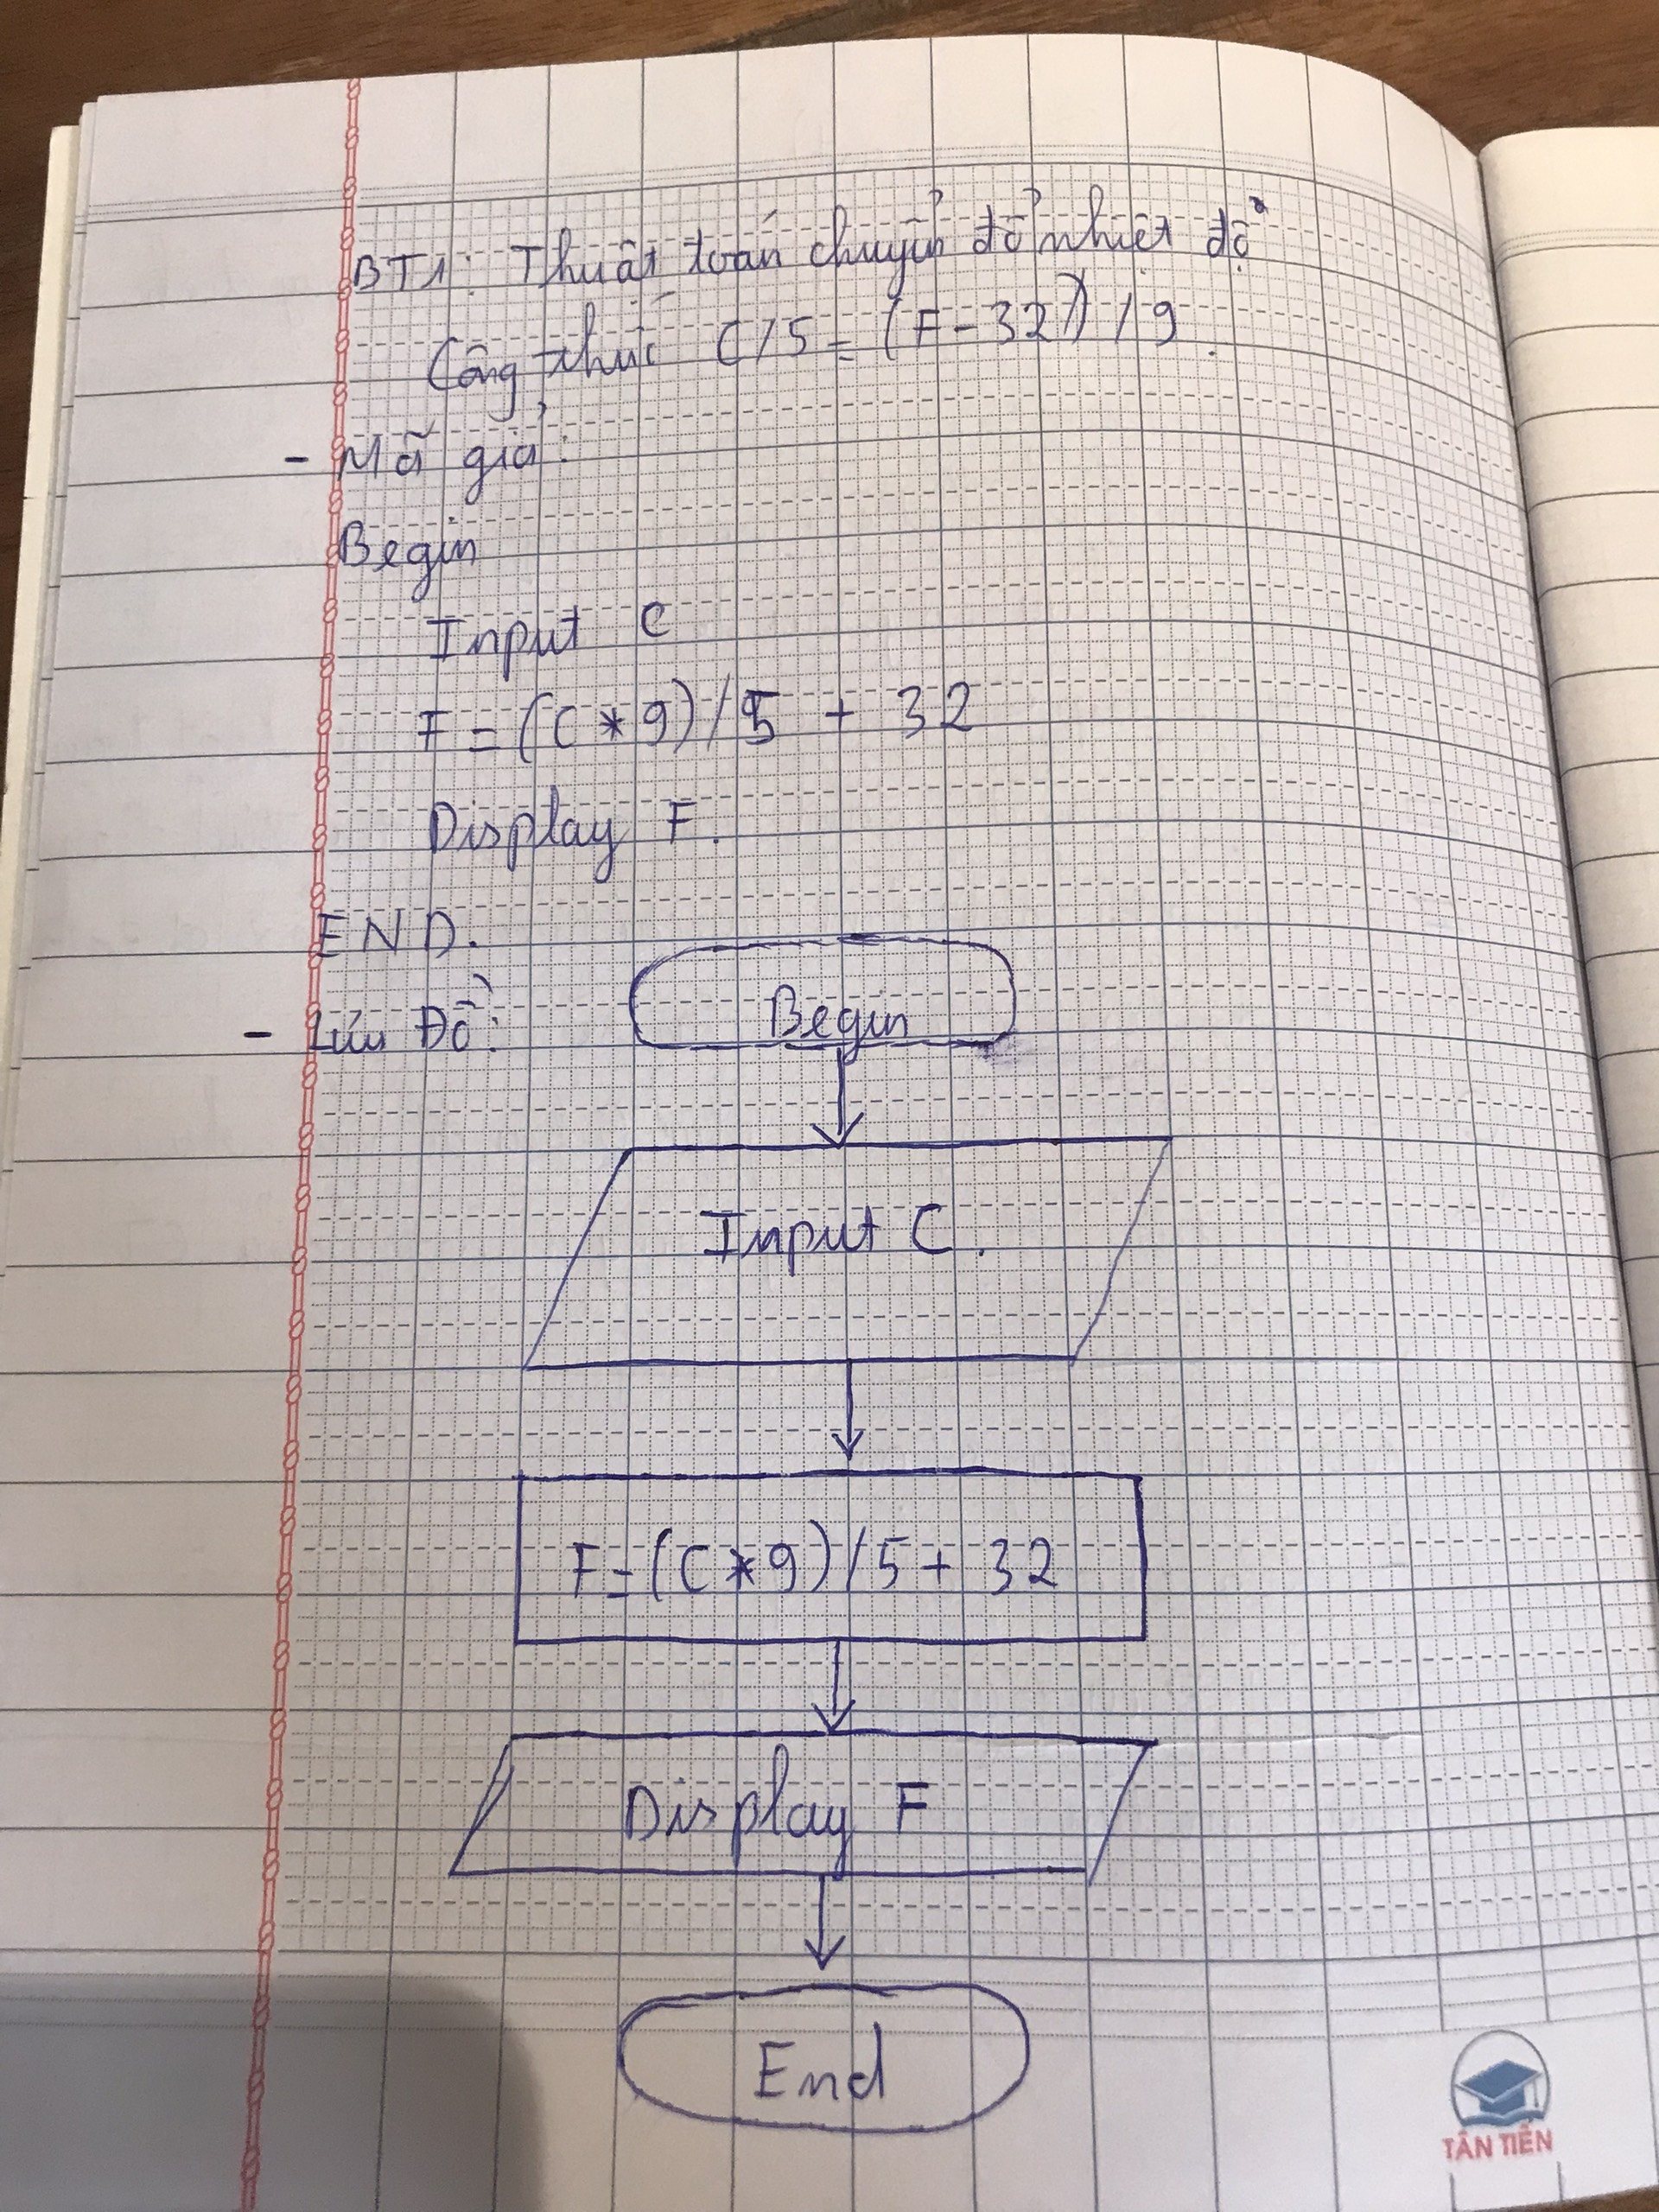 BT1: Thuật toán chuyển đổ nhiệt độ
Công thức C/5 = (F - 32) / 9.
- Mã giả:
Begin
Input C
F = (C * 9) / 5 + 32
Display F.
END.
- Lưu Đồ:
Begin
Input C.
F = (C * 9) / 5 + 32
Display F
End
TÂN TIẾN